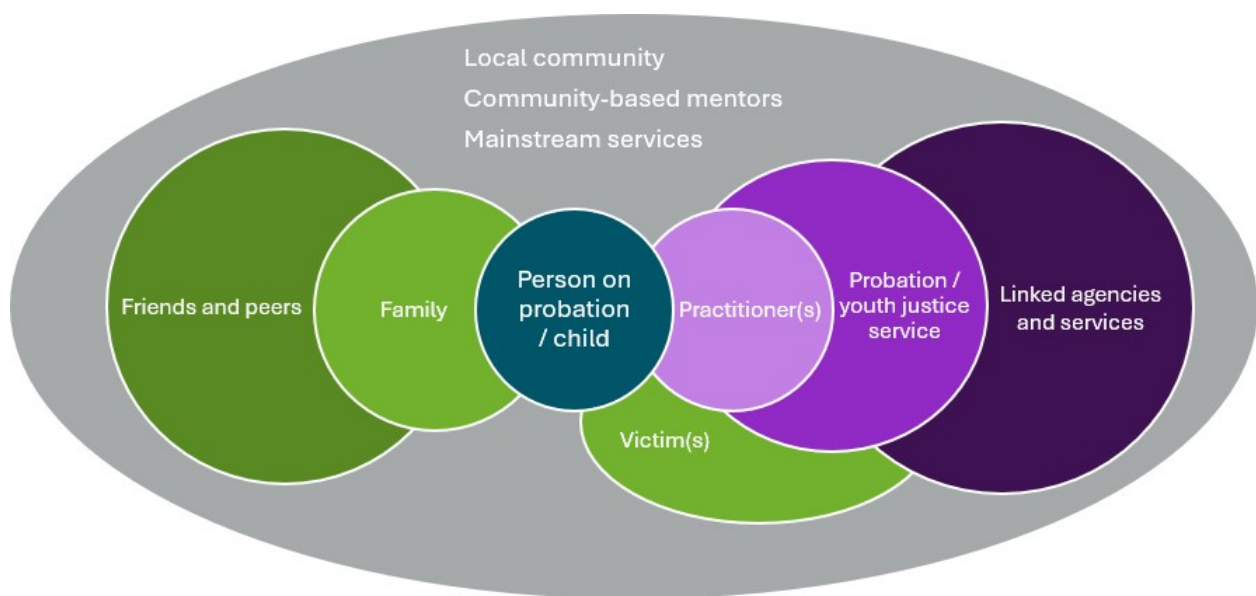 Local community
Community-based mentors
Mainstream services
Friends and peers
Family
Person on
probation
/ child
Practitioner(s)
Probation /
youth justice
service
Linked agencies
and services
Victim(s)